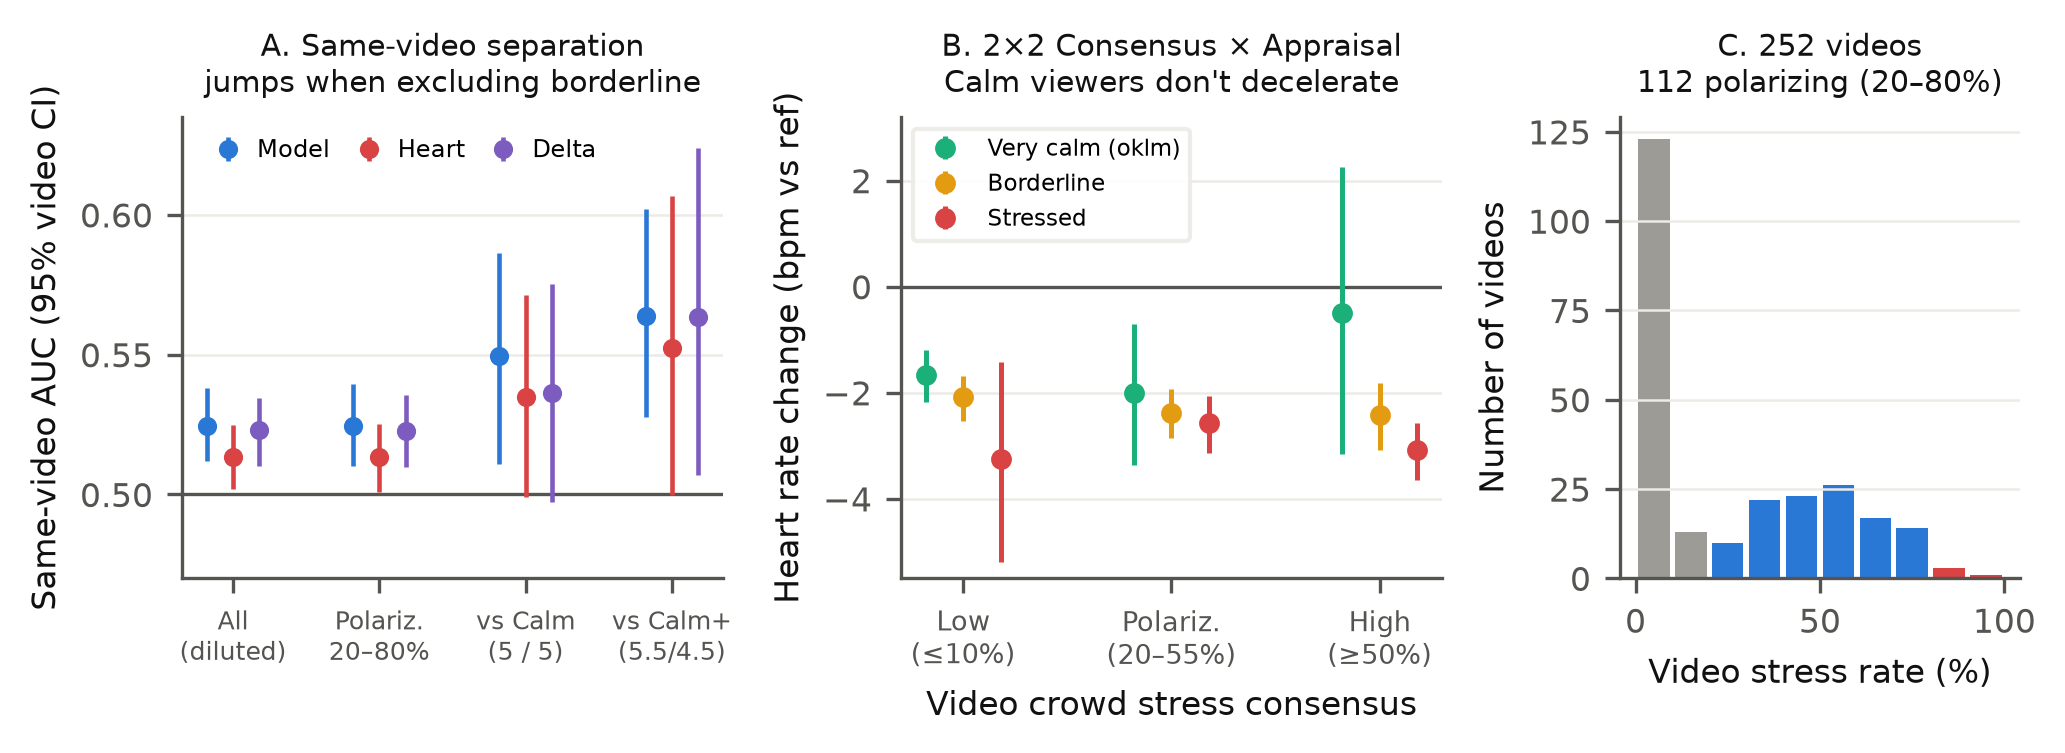 A. Same-video separation
jumps when excluding borderline
Same-video AUC (95% video CI)
Model
Heart
Delta
0.60
0.55
0.50
All
(diluted)
Polariz.
20–80%
vs Calm
(5 / 5)
vs Calm+
(5.5/4.5)
B. 2×2 Consensus × Appraisal
Calm viewers don't decelerate
Heart rate change (bpm vs ref)
Very calm (oklm)
Borderline
Stressed
2
0
−2
−4
Low
(≤10%)
Polariz.
(20–55%)
High
(≥50%)
Video crowd stress consensus
C. 252 videos
112 polarizing (20–80%)
Number of videos
125
100
75
50
25
0
0
50
100
Video stress rate (%)